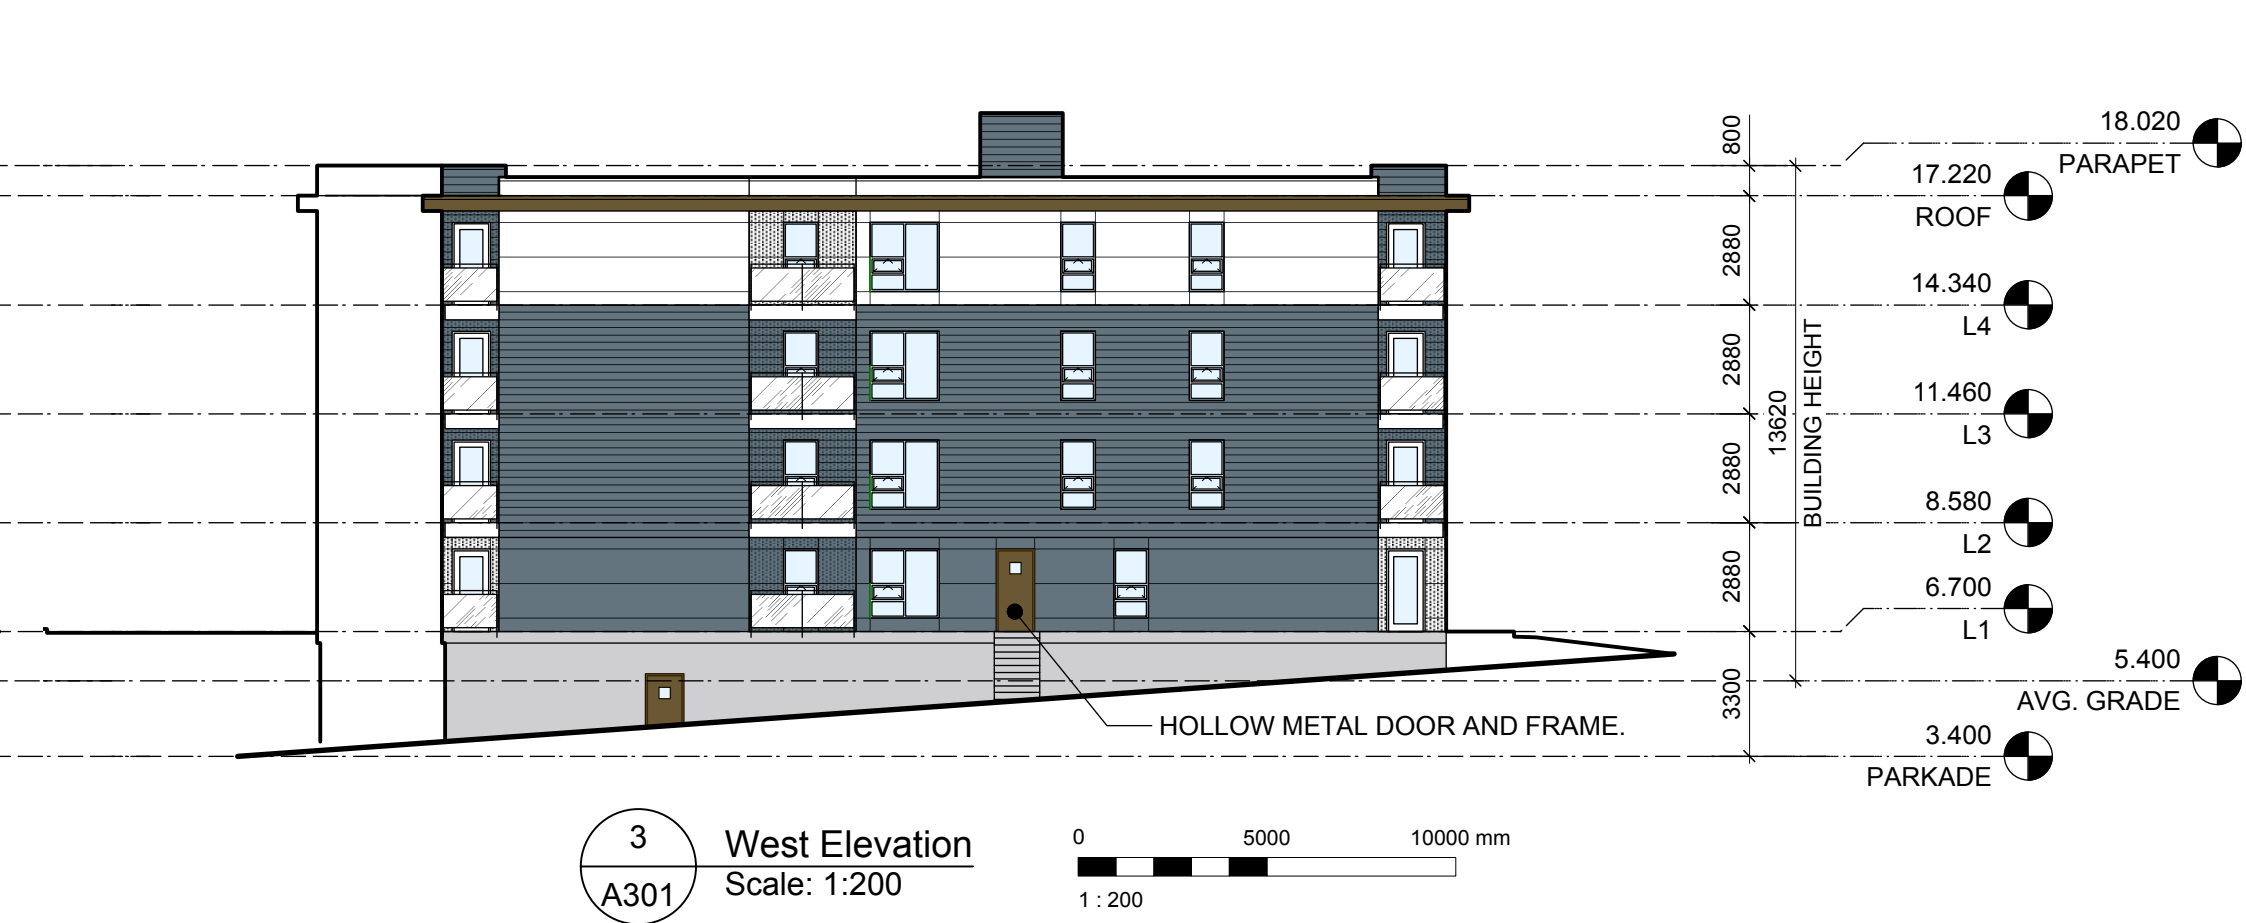 18.020
PARAPET
800
17.220
ROOF
2880
14.340
L4
2880
BUILDING HEIGHT
13620
11.460
L3
2880
8.580
L2
2880
6.700
L1
5.400
AVG. GRADE
3300
HOLLOW METAL DOOR AND FRAME.
3.400
PARKADE
3
A301
West Elevation
Scale: 1:200
0 5000 10000 mm
1 : 200